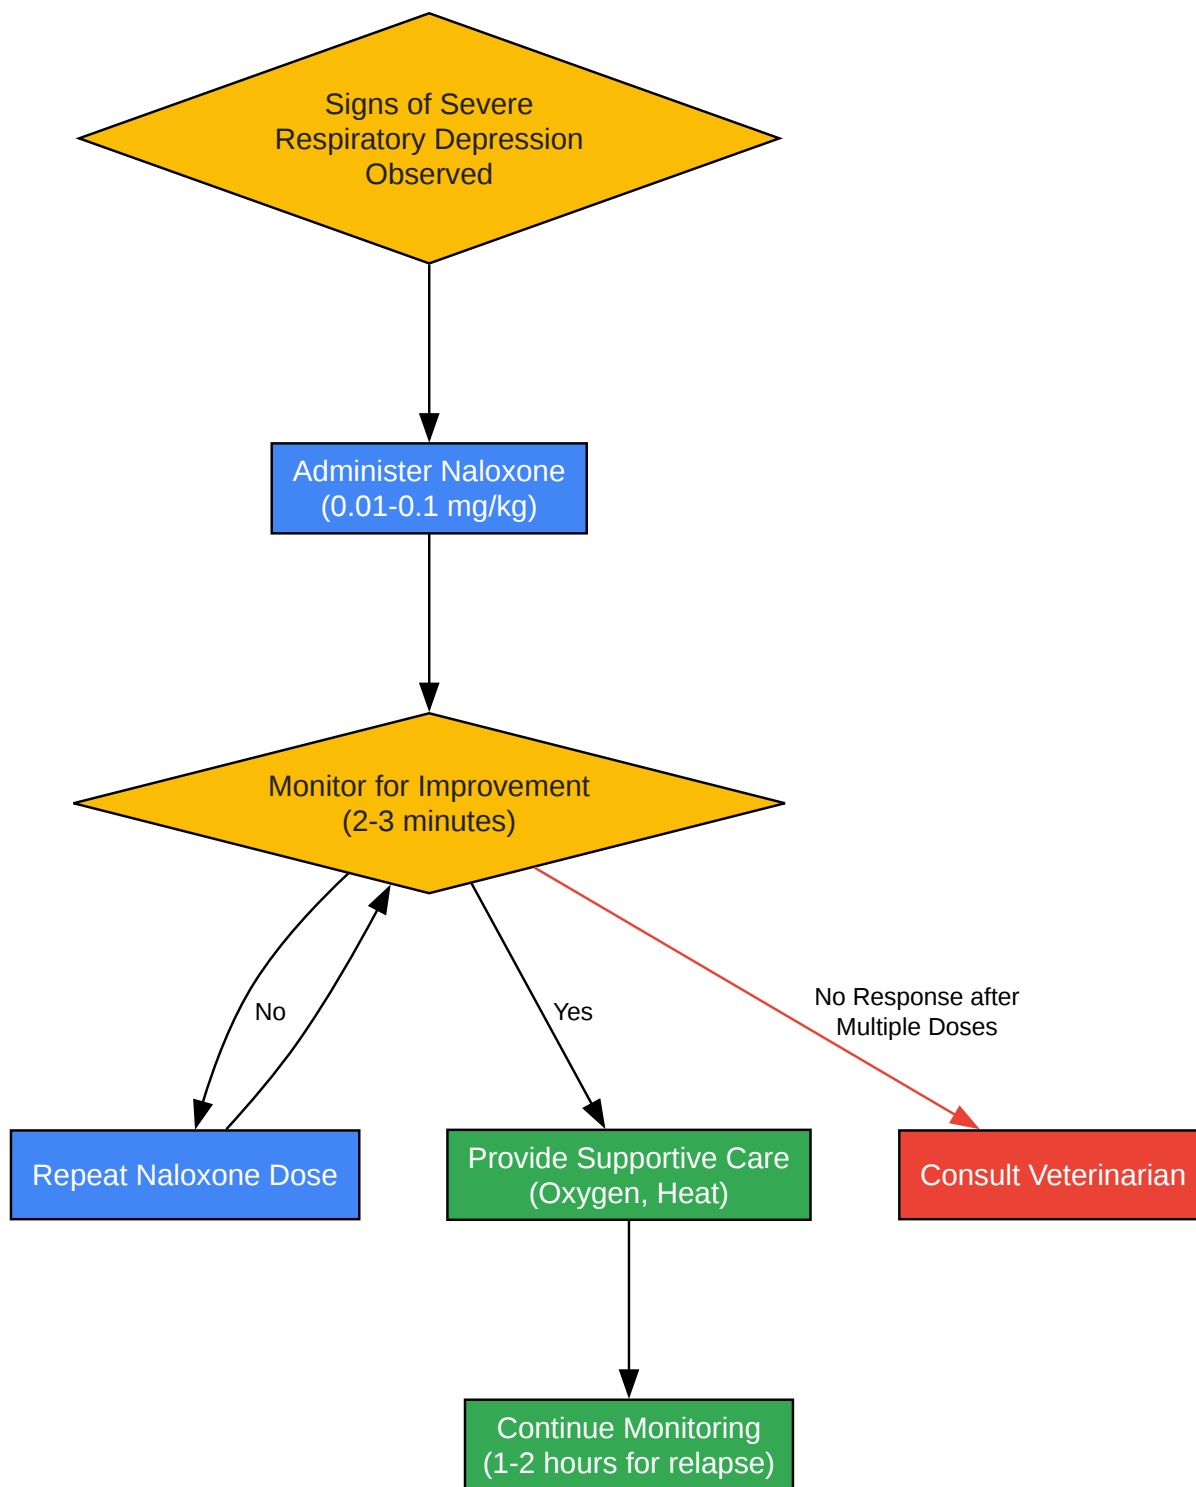 Signs of Severe
Respiratory Depression
Observed
Administer Naloxone
(0.01-0.1 mg/kg)
Monitor for Improvement
(2-3 minutes)
No
Yes
No Response after
Multiple Doses
Repeat Naloxone Dose
Provide Supportive Care
(Oxygen, Heat)
Consult Veterinarian
Continue Monitoring
(1-2 hours for relapse)